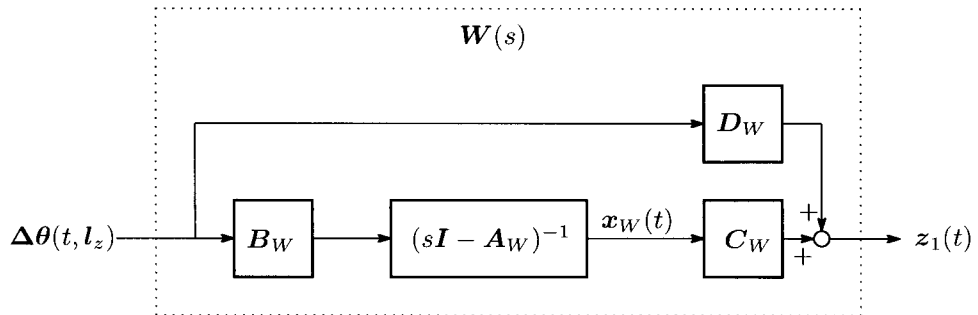 W(s)
D_W
+
Δθ(t, l_z)
B_W
(sI − A_W)^{−1}
x_W(t)
C_W
+
z_1(t)